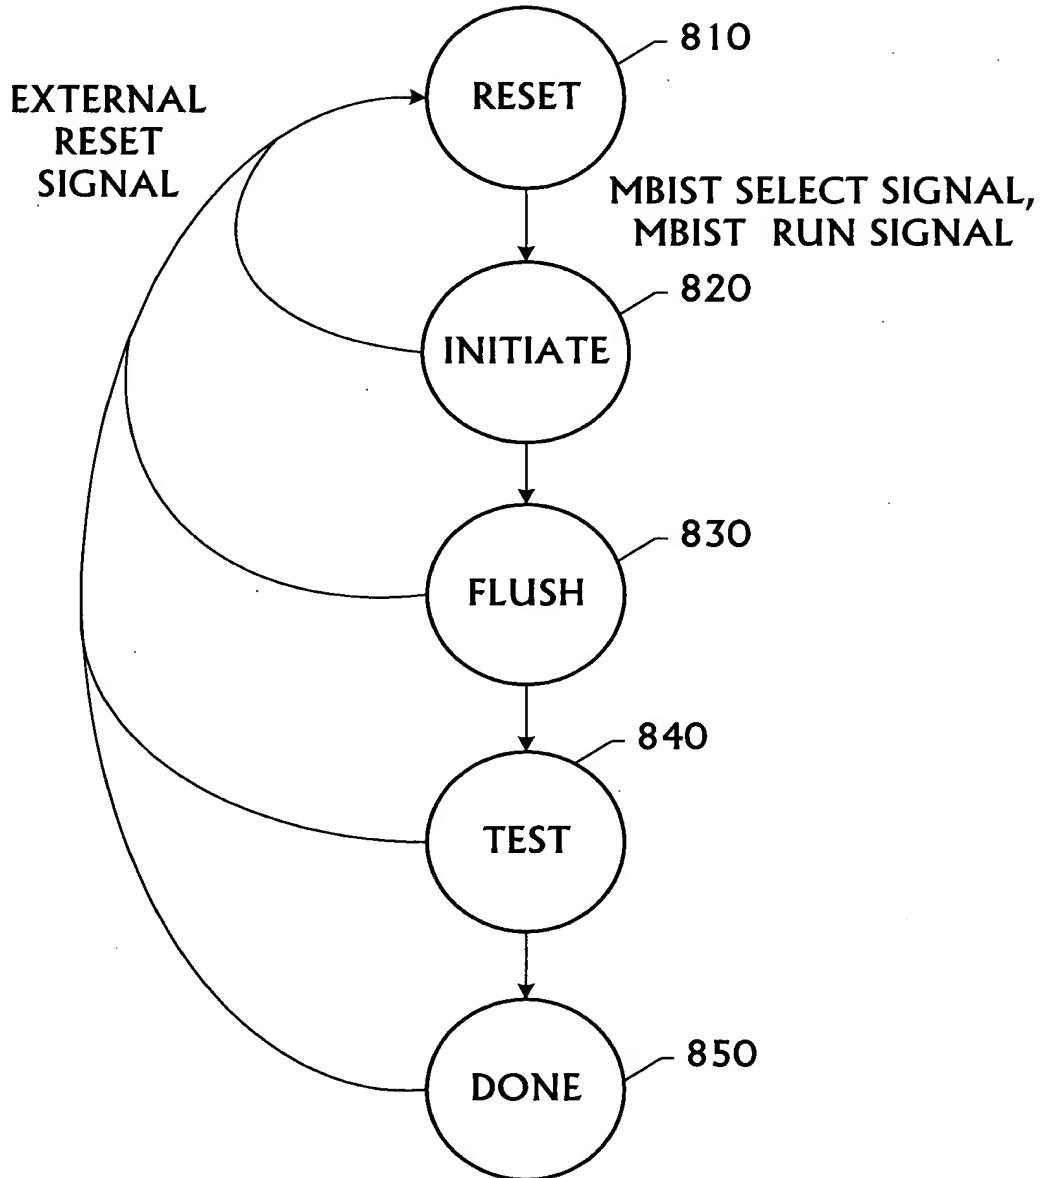 810
RESET
EXTERNAL
RESET
SIGNAL
MBIST SELECT SIGNAL,
MBIST RUN SIGNAL
820
INITIATE
830
FLUSH
840
TEST
850
DONE